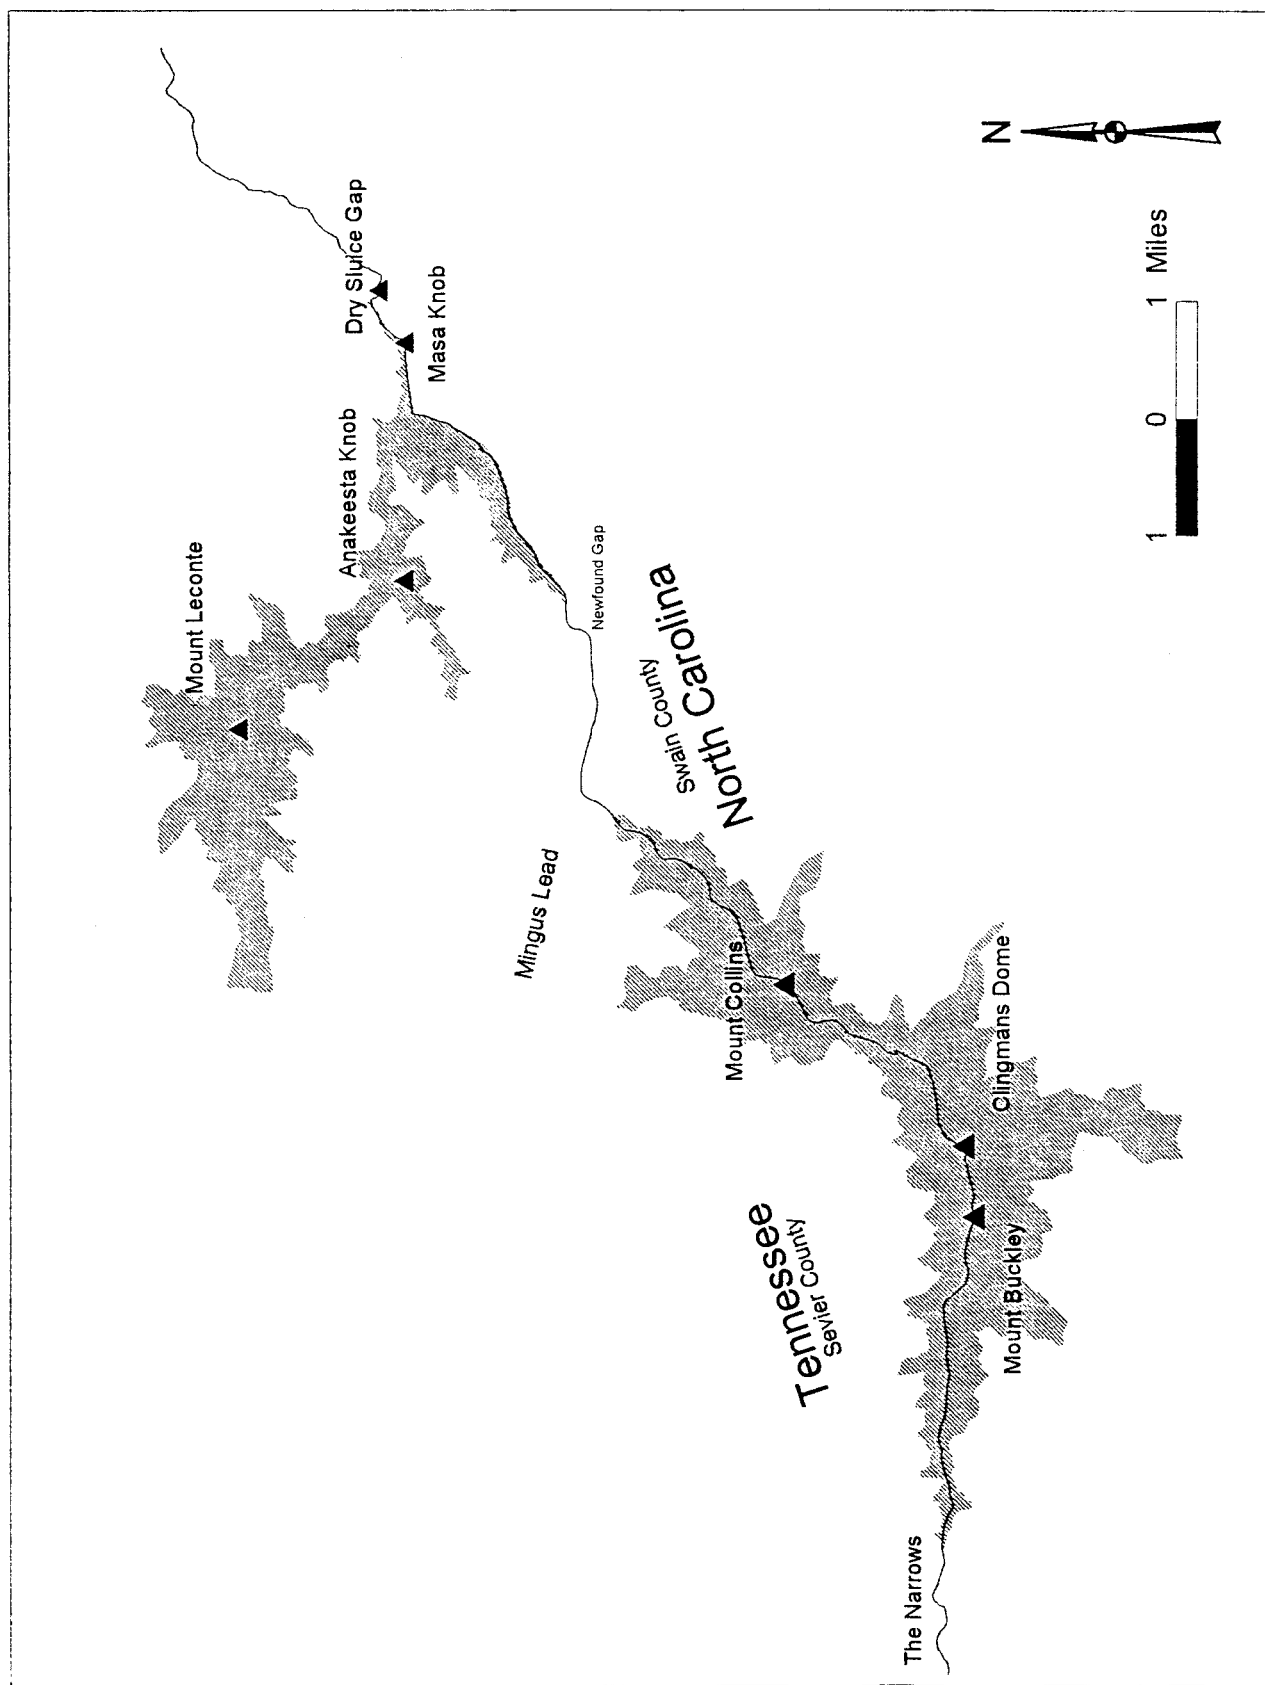 Mount Leconte
Anakeesta Knob
Dry Sluice Gap
Masa Knob
Newfound Gap
Mingus Lead
Swain County
North Carolina
Mount Collins
Tennessee
Sevier County
Clingmans Dome
Mount Buckley
The Narrows
N
1 0 1 Miles